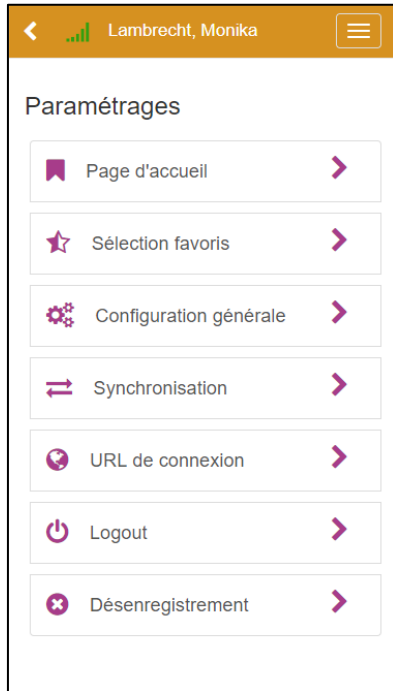 Lambrecht, Monika
Paramétrages
Page d'accueil
Sélection favoris
Configuration générale
Synchronisation
URL de connexion
Logout
Désenregistrement